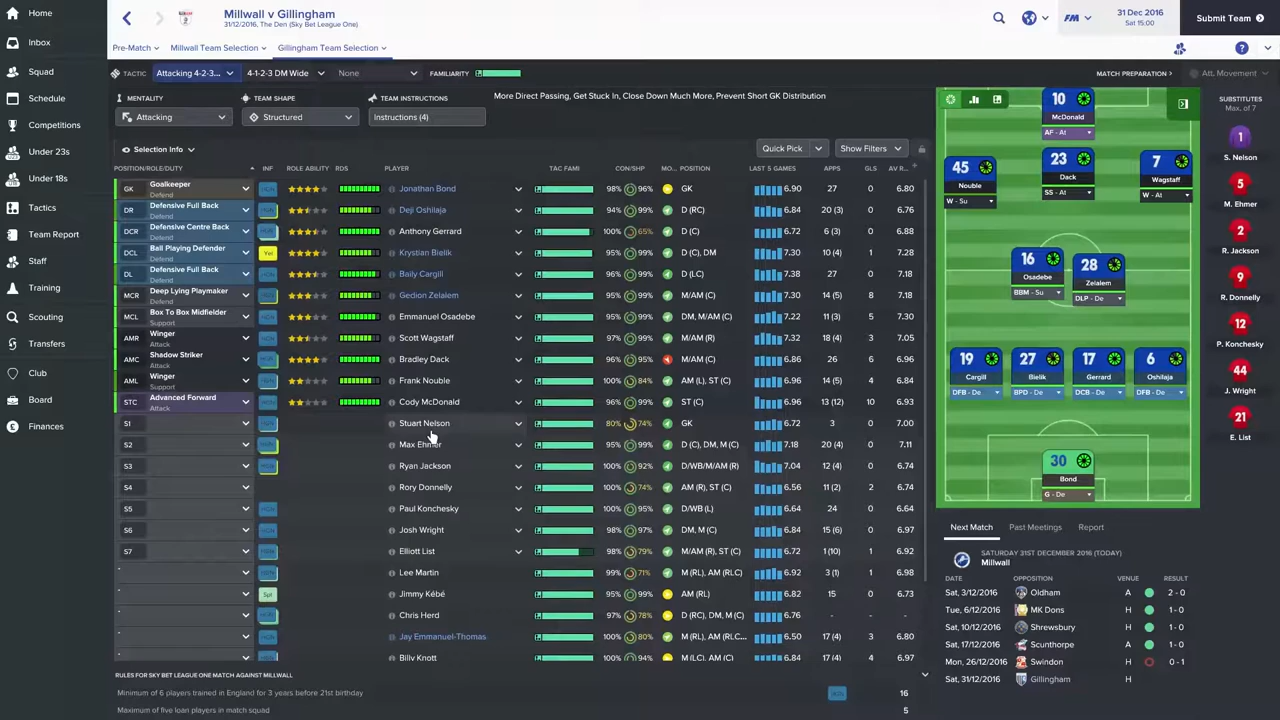 Home
Inbox
Squad
Schedule
Competitions
Under 23s
Under 18s
Tactics
Team Report
Staff
Training
Scouting
Transfers
Club
Board
Finances
Millwall v Gillingham
31/12/2016, The Den (Sky Bet League One)
FM
31 Dec 2016
Sat 15:00
Submit Team
Pre-Match
Millwall Team Selection
Gillingham Team Selection
TACTIC
Attacking 4-2-3...
4-1-2-3 DM Wide
None
FAMILIARITY
MATCH PREPARATION >
Att. Movement
MENTALITY
Attacking
TEAM SHAPE
Structured
TEAM INSTRUCTIONS
Instructions (4)
More Direct Passing, Get Stuck In, Close Down Much More, Prevent Short GK Distribution
Selection Info
Quick Pick
Show Filters
POSITION/ROLE/DUTY INF ROLE ABILITY RDS PLAYER TAC FAMI CON/SHP MO... POSITION LAST 5 GAMES APPS GLS AV R...
GK Goalkeeper Defend Jonathan Bond 98% 96% GK 6.90 27 0 6.80
DR Defensive Full Back Defend Deji Oshilaja 94% 99% D (RC) 6.84 20 (3) 0 6.76
DCR Defensive Centre Back Defend Anthony Gerrard 100% 65% D (C) 6.72 6 (3) 0 6.88
DCL Ball Playing Defender Defend Yel Krystian Bielik 95% 99% D (C), DM 7.30 10 (4) 1 7.28
DL Defensive Full Back Defend Baily Cargill 96% 99% D (LC) 7.38 27 0 7.18
MCR Deep Lying Playmaker Defend Gedion Zelalem 95% 99% M/AM (C) 7.30 14 (5) 8 7.18
MCL Box To Box Midfielder Support Emmanuel Osadebe 95% 99% DM, M/AM (C) 7.22 11 (3) 5 7.30
AMR Winger Attack Scott Wagstaff 97% 99% M/AM (R) 7.32 18 (4) 3 7.05
AMC Shadow Striker Attack Bradley Dack 96% 95% M/AM (C) 6.86 26 6 6.96
AML Winger Support Frank Nouble 100% 84% AM (L), ST (C) 6.96 14 (5) 4 6.84
STC Advanced Forward Attack Cody McDonald 96% 99% ST (C) 6.96 13 (12) 10 6.93
S1 Stuart Nelson 80% 74% GK 6.72 3 0 7.00
S2 Max Ehmer 95% 99% D (C), DM, M (C) 7.18 20 (4) 0 7.11
S3 Ryan Jackson 100% 92% D/WB/M/AM (R) 7.04 12 (4) 0 6.74
S4 Rory Donnelly 100% 74% AM (R), ST (C) 6.56 11 (2) 2 6.74
S5 Paul Konchesky 100% 95% D/WB (L) 6.64 24 0 6.64
S6 Josh Wright 98% 97% DM, M (C) 6.84 15 (6) 0 6.97
S7 Elliott List 98% 79% M/AM (R), ST (C) 6.72 1 (10) 1 6.92
- Lee Martin 99% 71% M (RL), AM (RLC) 6.92 3 (1) 1 6.98
- Spl Jimmy Kébé 95% 99% AM (RL) 6.82 15 0 6.73
- Chris Herd 97% 78% D (RC), DM, M (C) 6.76 - - -
- Jay Emmanuel-Thomas 100% 80% M (RL), AM (RLC... 6.50 17 (4) 3 6.80
- Billy Knott 100% 94% M (LC), AM (C) 6.84 17 (4) 4 6.97
RULES FOR SKY BET LEAGUE ONE MATCH AGAINST MILLWALL
Minimum of 6 players trained in England for 3 years before 21st birthday 16
Maximum of five loan players in match squad 5
10
McDonald
AF - At
45
Nouble
W - Su
23
Dack
SS - At
7
Wagstaff
W - At
16
Osadebe
BBM - Su
28
Zelalem
DLP - De
19
Cargill
DFB - De
27
Bielik
BPD - De
17
Gerrard
DCB - De
6
Oshilaja
DFB - De
30
Bond
G - De
SUBSTITUTES
Max. of 7
1
S. Nelson
5
M. Ehmer
2
R. Jackson
9
R. Donnelly
12
P. Konchesky
44
J. Wright
21
E. List
Next Match
Past Meetings
Report
SATURDAY 31ST DECEMBER 2016 (TODAY)
Millwall
DATE OPPOSITION VENUE RESULT
Sat, 3/12/2016 Oldham A 2 - 0
Tue, 6/12/2016 MK Dons H 1 - 0
Sat, 10/12/2016 Shrewsbury H 1 - 0
Sat, 17/12/2016 Scunthorpe A 1 - 0
Mon, 26/12/2016 Swindon H 0 - 1
Sat, 31/12/2016 Gillingham H